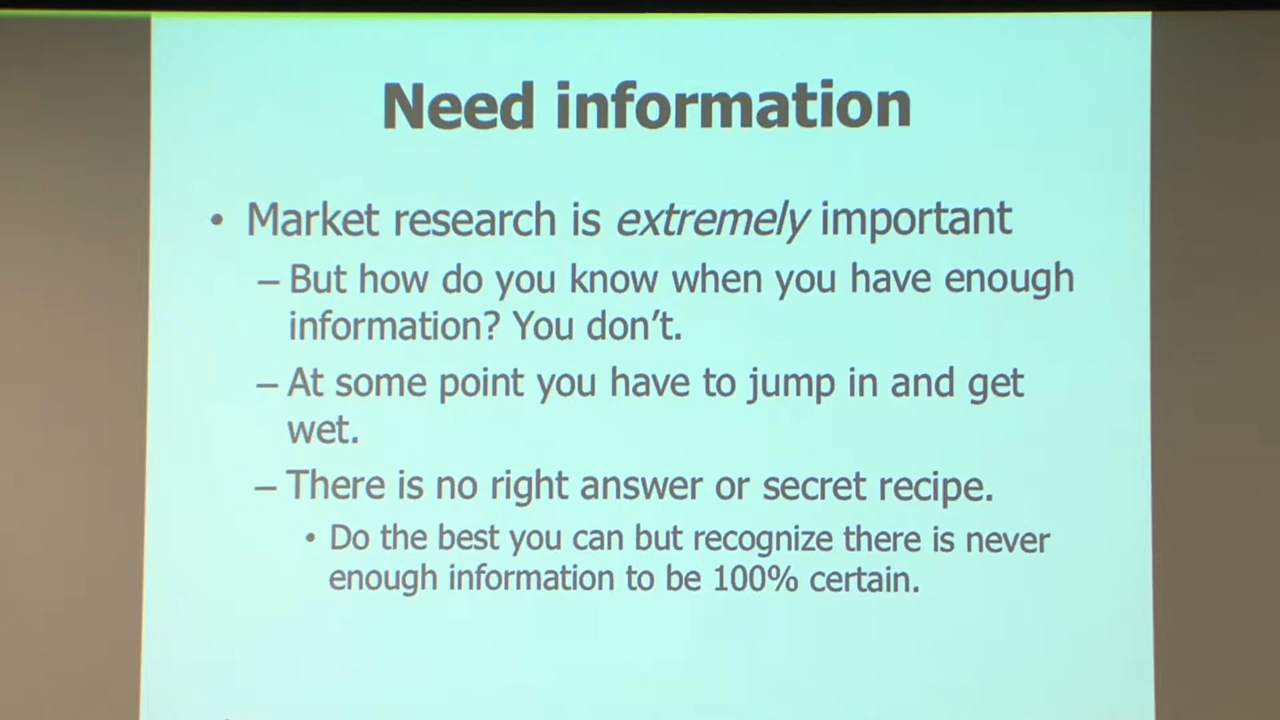 Need information
• Market research is extremely important
– But how do you know when you have enough
information? You don't.
– At some point you have to jump in and get
wet.
– There is no right answer or secret recipe.
• Do the best you can but recognize there is never
enough information to be 100% certain.